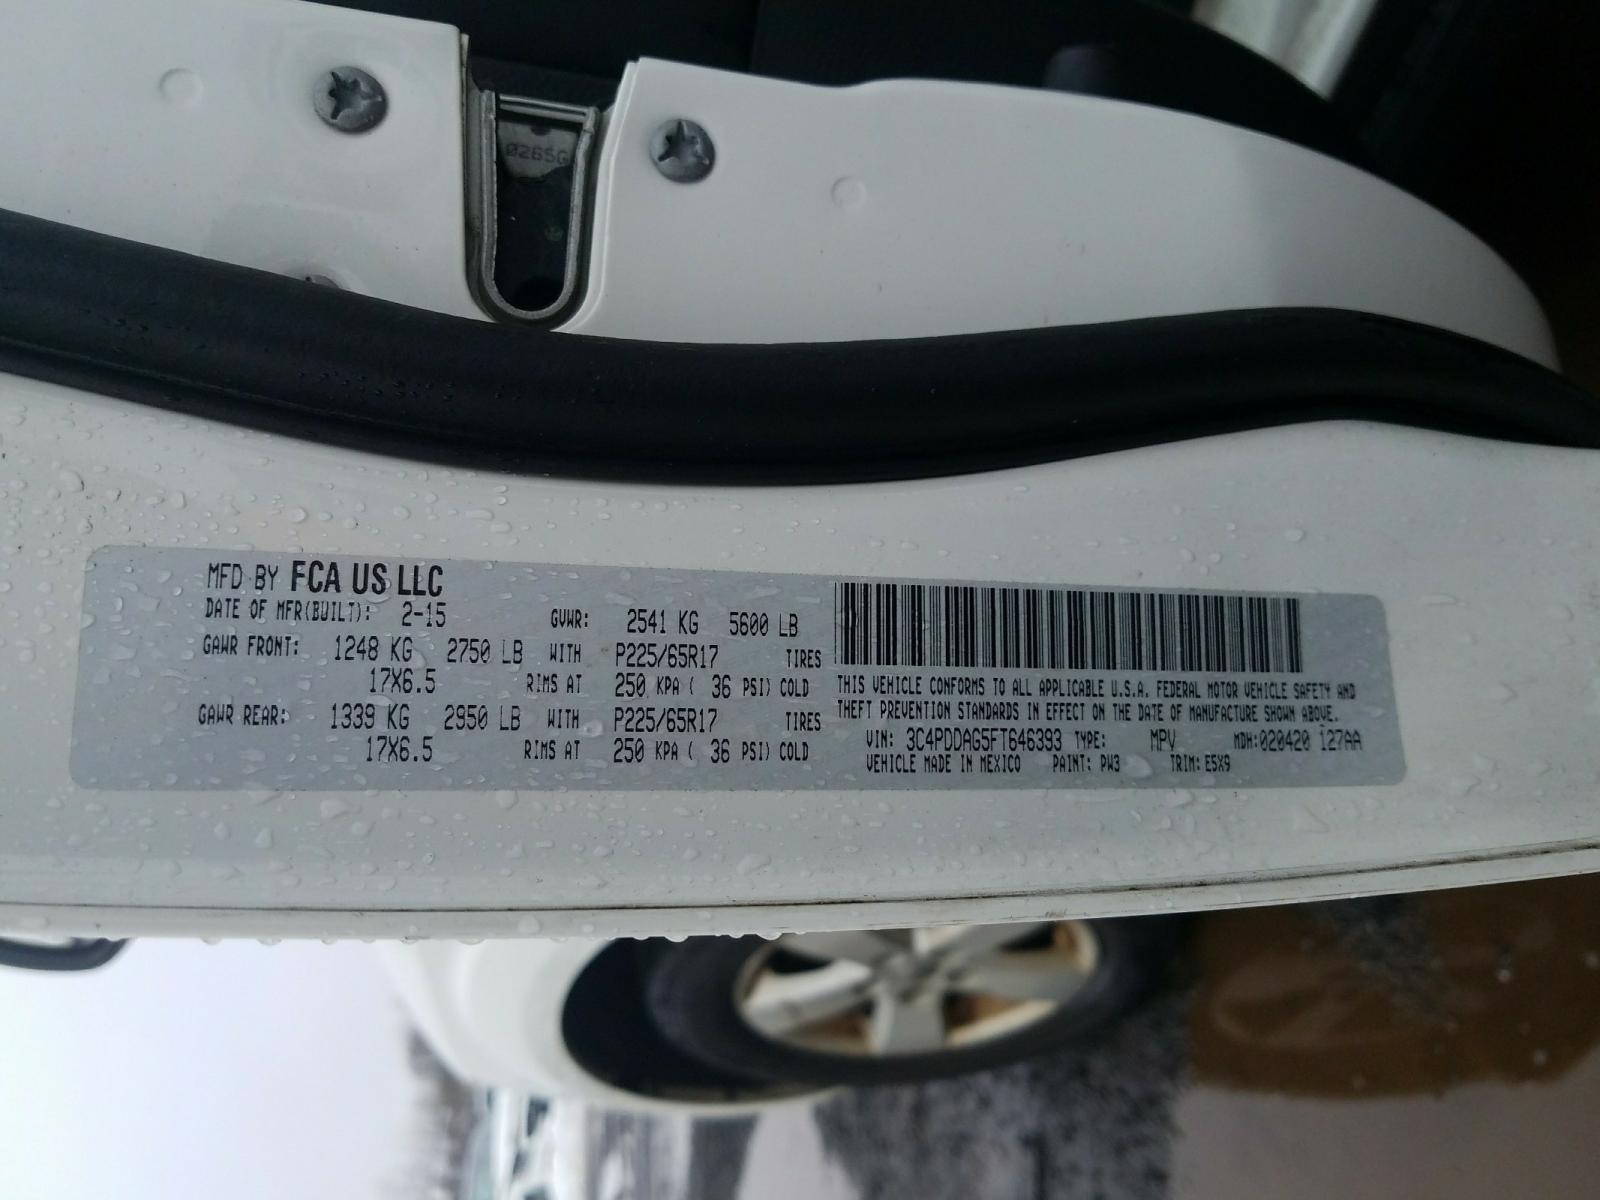 0265G
MFD BY FCA US LLC
DATE OF MFR(BUILT): 2-15 GVWR: 2541 KG 5600 LB
GAWR FRONT: 1248 KG 2750 LB WITH P225/65R17 TIRES
17X6.5 RIMS AT 250 KPA ( 36 PSI) COLD
GAWR REAR: 1339 KG 2950 LB WITH P225/65R17 TIRES
17X6.5 RIMS AT 250 KPA ( 36 PSI) COLD
THIS VEHICLE CONFORMS TO ALL APPLICABLE U.S.A. FEDERAL MOTOR VEHICLE SAFETY AND
THEFT PREVENTION STANDARDS IN EFFECT ON THE DATE OF MANUFACTURE SHOWN ABOVE.
VIN: 3C4PDDAG5FT646393 TYPE: MPV MDH:020420 127AA
VEHICLE MADE IN MEXICO PAINT: PW3 TRIM: E5X9